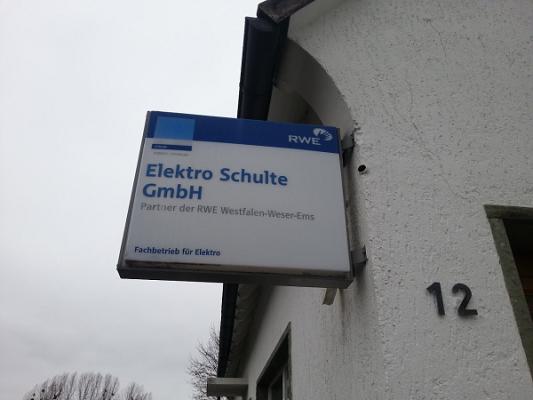 RWE
Elektro Schulte
GmbH
Partner der RWE Westfalen-Weser-Ems
Fachbetrieb für Elektro
12